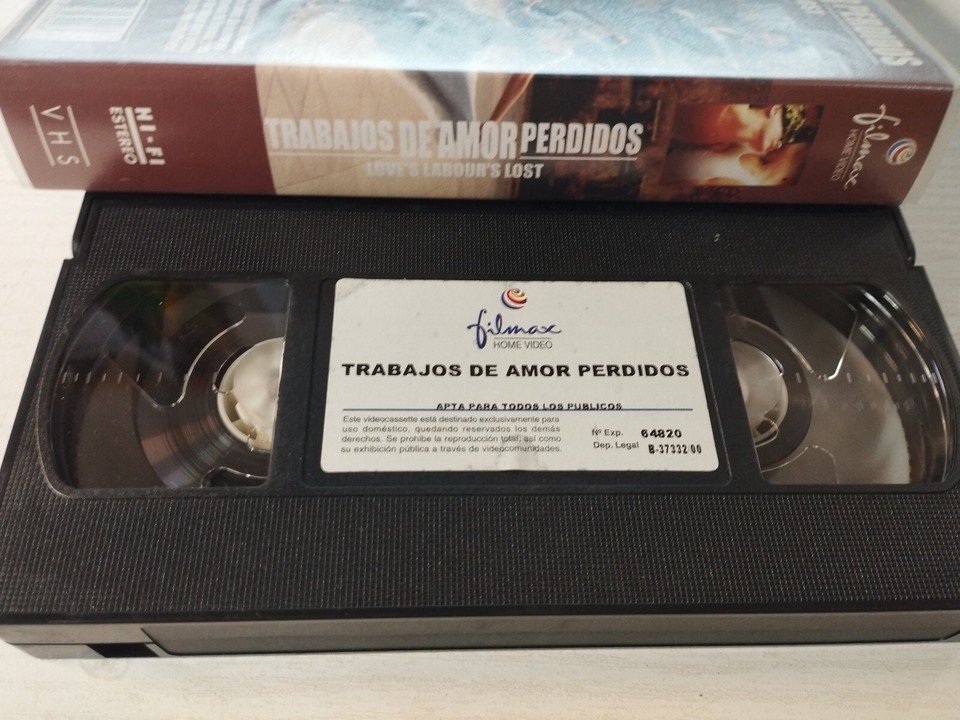 PERDIDOS
VHS
HI-FI
ESTEREO
TRABAJOS DE AMOR PERDIDOS
LOVE'S LABOUR'S LOST
filmax
HOME VIDEO
filmax
HOME VIDEO
TRABAJOS DE AMOR PERDIDOS
APTA PARA TODOS LOS PUBLICOS
Este videocassette está destinado exclusivamente para
uso doméstico, quedando reservados los demás
derechos. Se prohibe la reproducción total, así como
su exhibición pública a través de videocomunidades.
Nº Exp. 64820
Dep. Legal B-37332/00